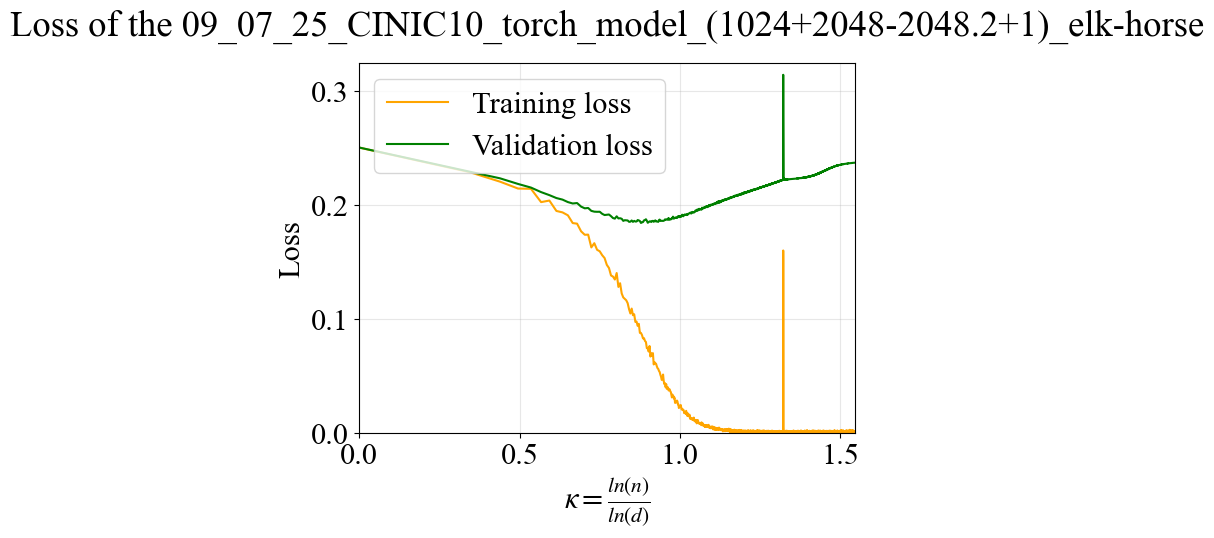 Loss of the 09_07_25_CINIC10_torch_model_(1024+2048-2048.2+1)_elk-horse
Training loss
Validation loss
0.3
0.2
0.1
0.0
Loss
0.0 0.5 1.0 1.5
κ = ln(n)/ln(d)